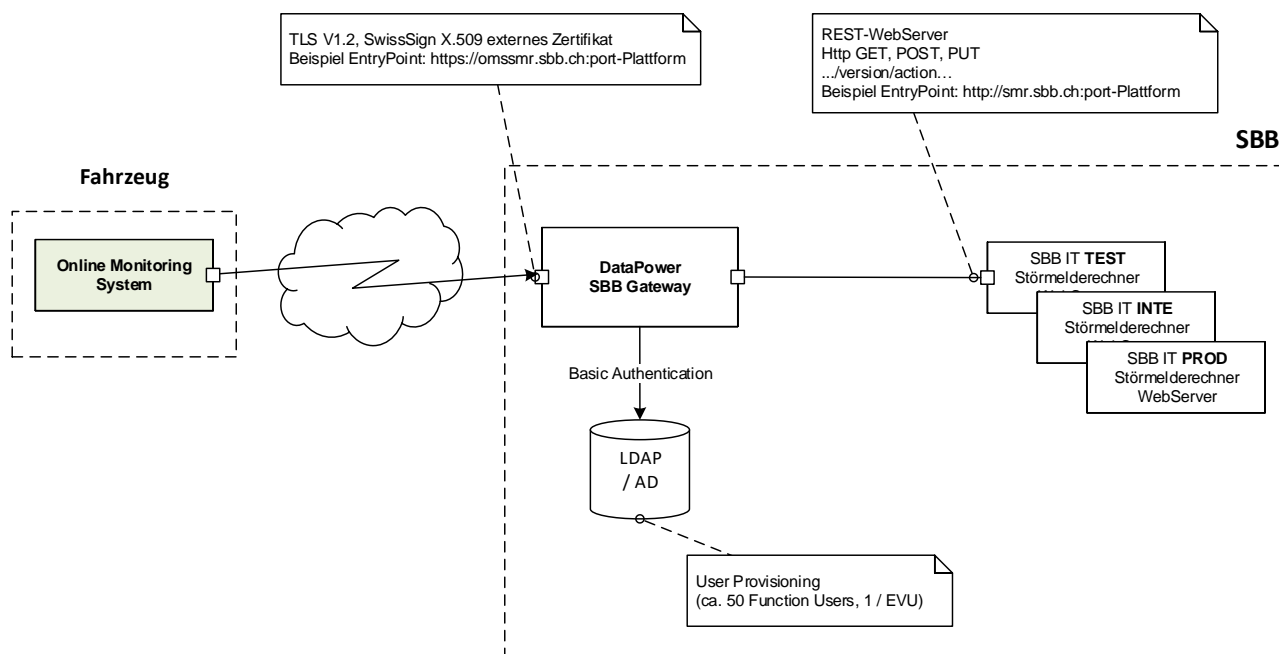 TLS V1.2, SwissSign X.509 externes Zertifikat
Beispiel EntryPoint: https://omssmr.sbb.ch:port-Plattform
REST-WebServer
Http GET, POST, PUT
.../version/action…
Beispiel EntryPoint: http://smr.sbb.ch:port-Plattform
SBB
Fahrzeug
Online Monitoring
System
DataPower
SBB Gateway
SBB IT TEST
Störmelderechner
SBB IT INTE
Störmelderechner
SBB IT PROD
Störmelderechner
WebServer
Basic Authentication
LDAP
/ AD
User Provisioning
(ca. 50 Function Users, 1 / EVU)